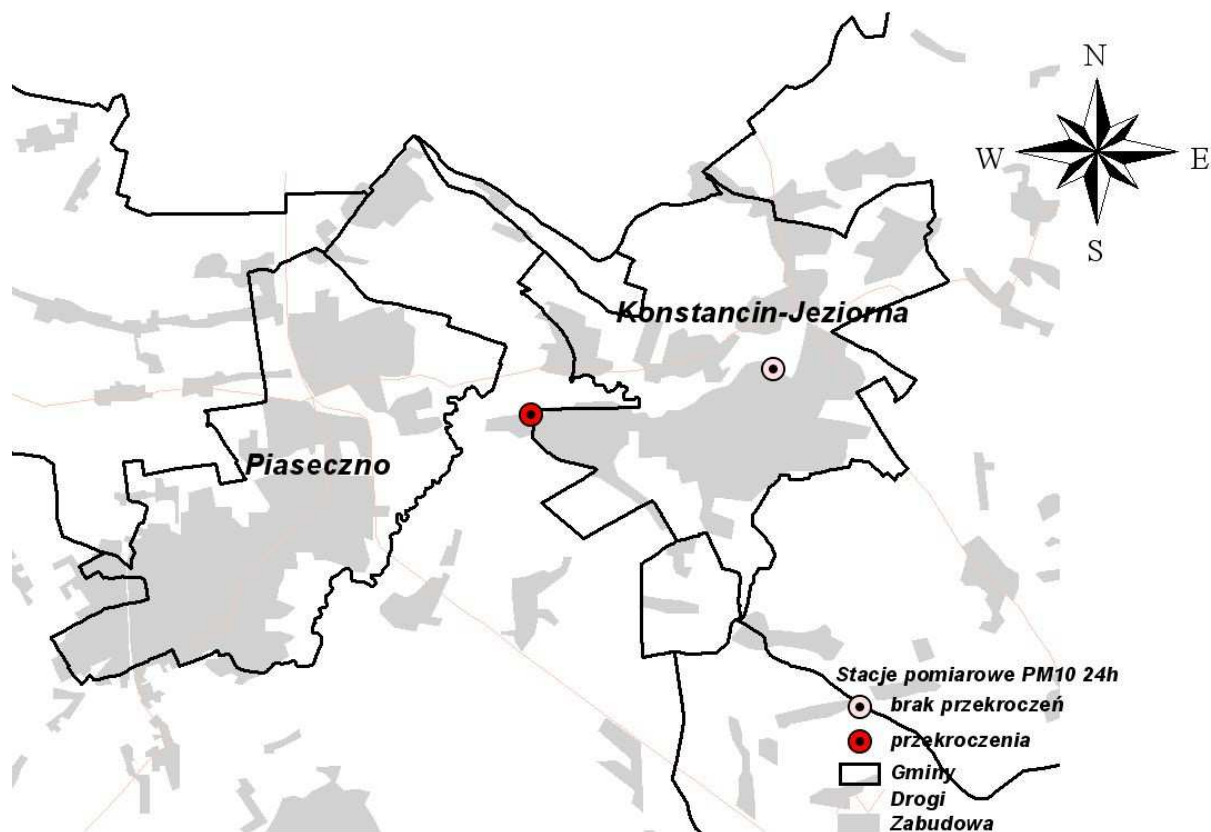 N
W E
S
Konstancin-Jeziorna
Piaseczno
Stacje pomiarowe PM10 24h
brak przekroczeń
przekroczenia
Gminy
Drogi
Zabudowa